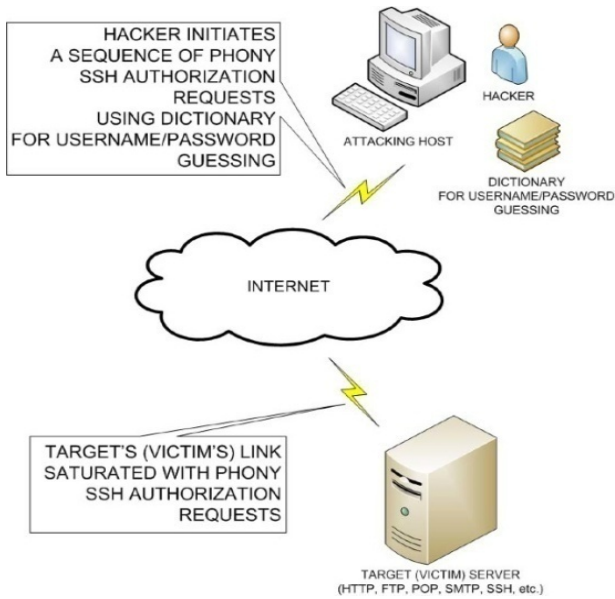 HACKER INITIATES
A SEQUENCE OF PHONY
SSH AUTHORIZATION
REQUESTS
USING DICTIONARY
FOR USERNAME/PASSWORD
GUESSING
ATTACKING HOST
HACKER
DICTIONARY
FOR USERNAME/PASSWORD
GUESSING
INTERNET
TARGET'S (VICTIM'S) LINK
SATURATED WITH PHONY
SSH AUTHORIZATION
REQUESTS
TARGET (VICTIM) SERVER
(HTTP, FTP, POP, SMTP, SSH, etc.)